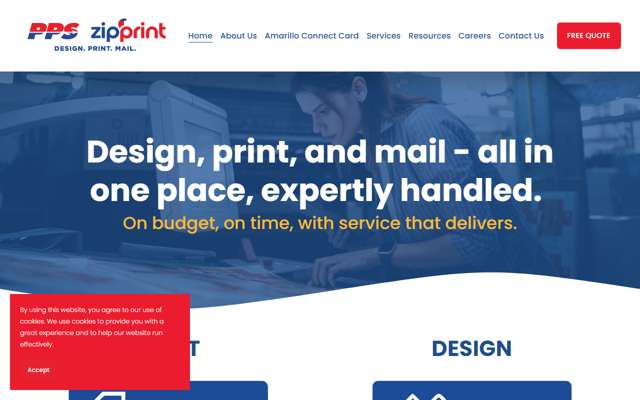 PPS zipprint
DESIGN. PRINT. MAIL.
Home About Us Amarillo Connect Card Services Resources Careers Contact Us
FREE QUOTE
Design, print, and mail - all in
one place, expertly handled.
On budget, on time, with service that delivers.
By using this website, you agree to our use of
cookies. We use cookies to provide you with a
great experience and to help our website run
effectively.
Accept
DESIGN